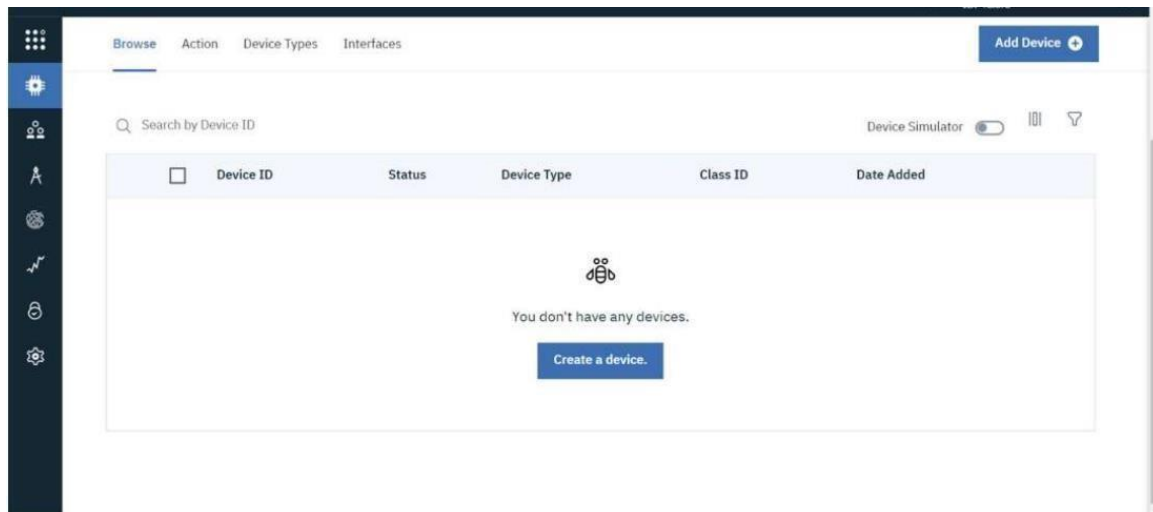 Browse Action Device Types Interfaces Add Device
Search by Device ID Device Simulator
Device ID Status Device Type Class ID Date Added
You don't have any devices.
Create a device.